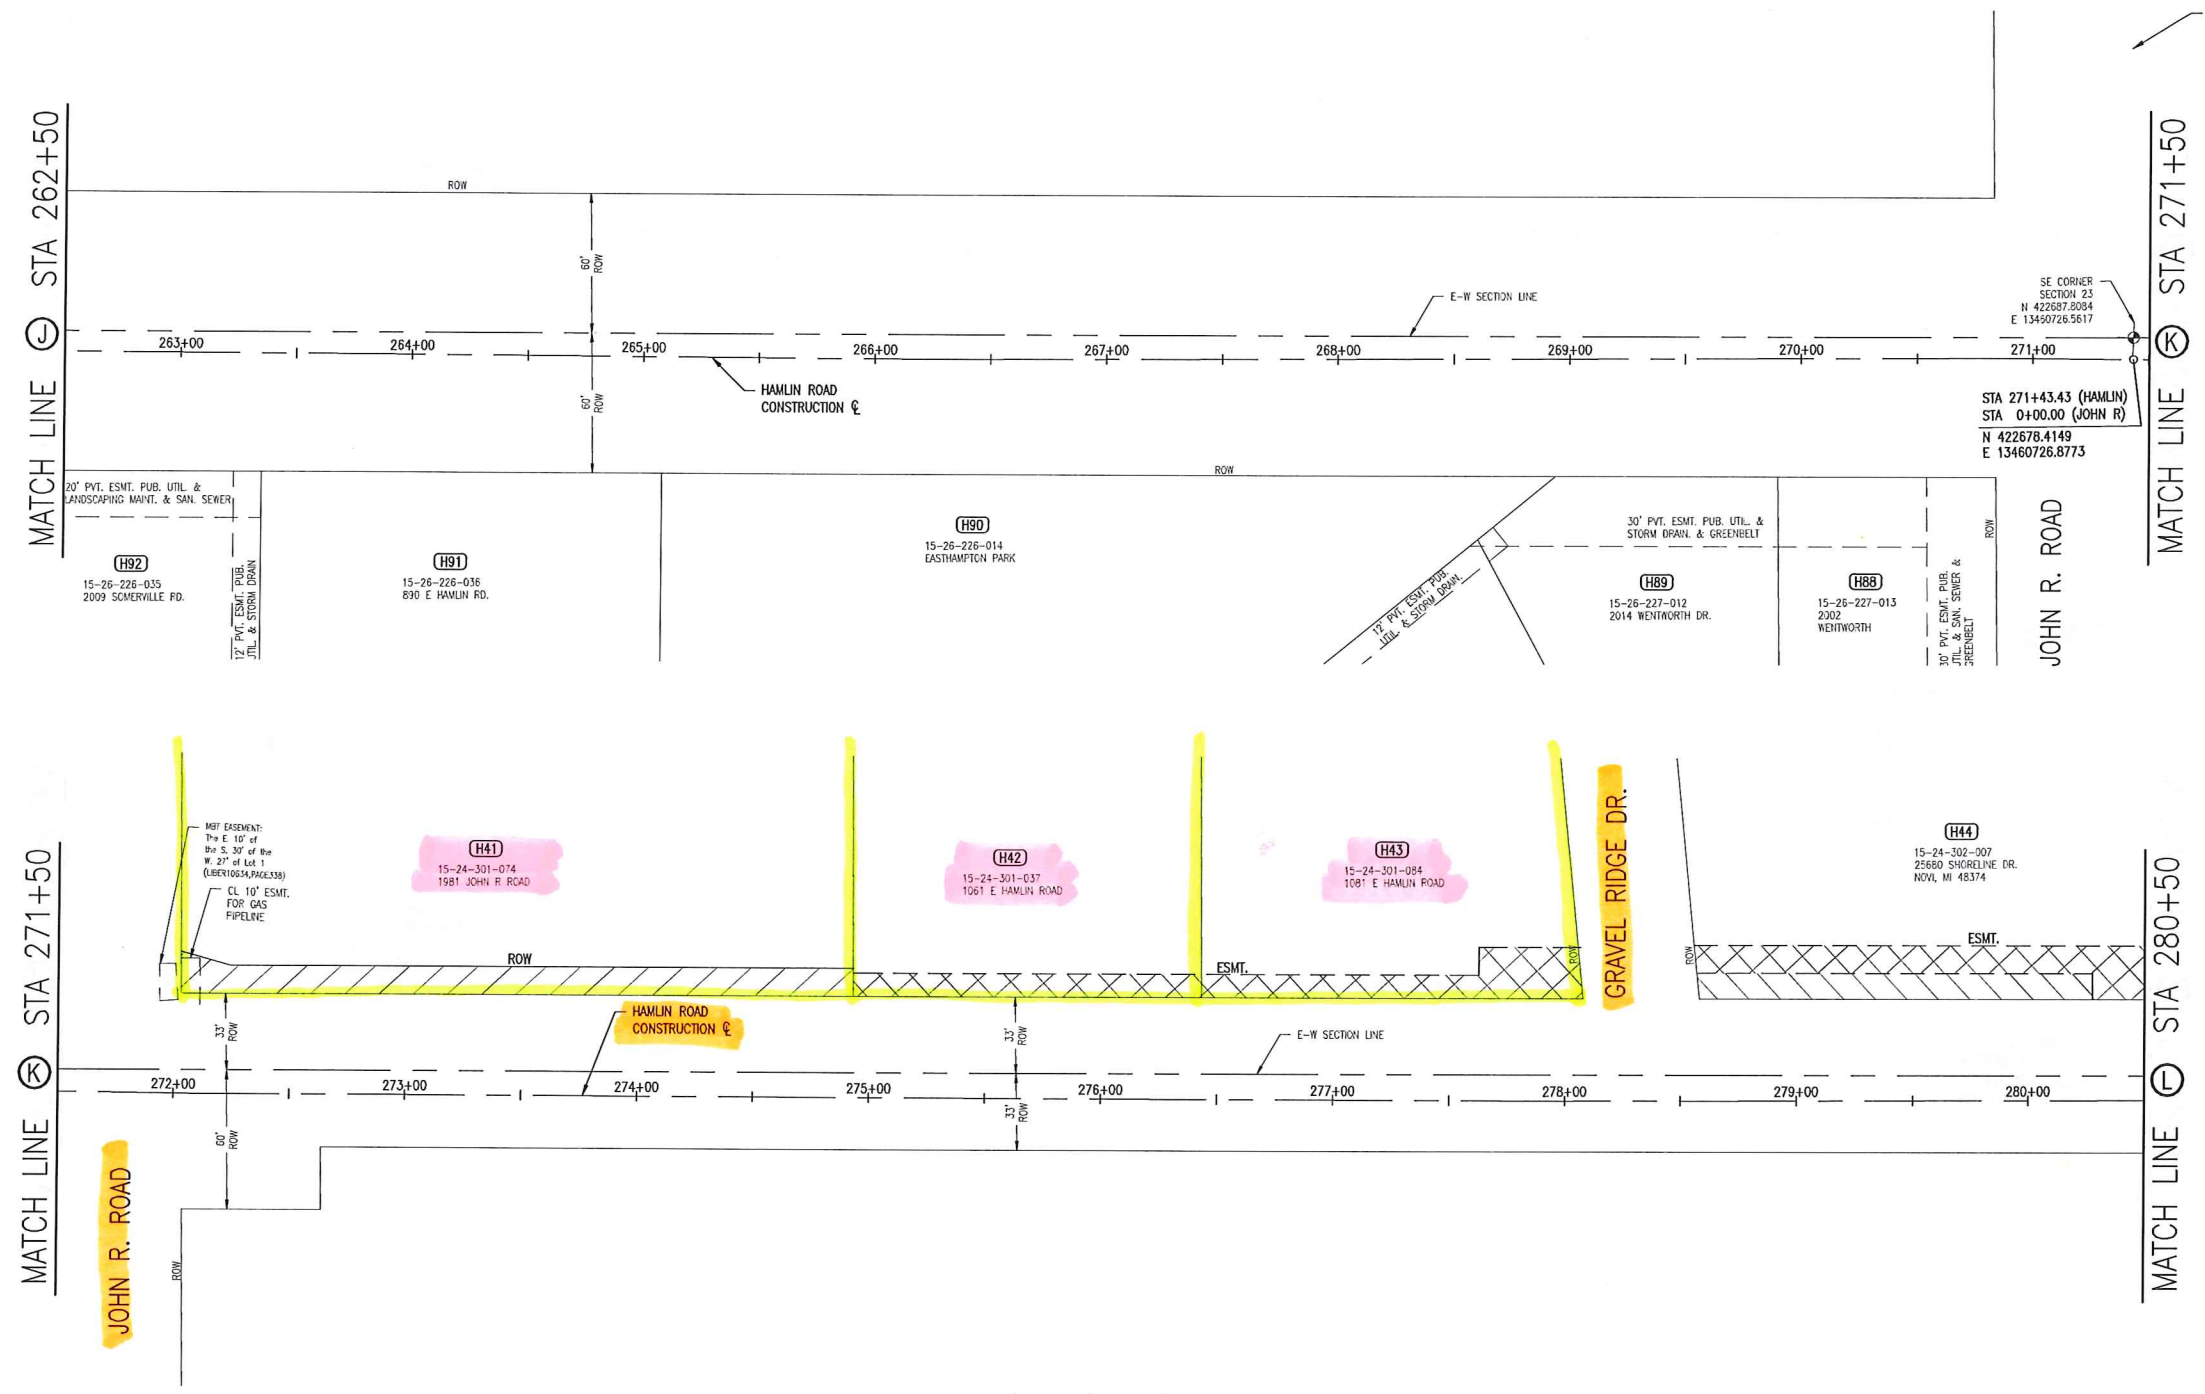 MATCH LINE J STA 262+50
ROW
60'
ROW
60'
ROW
E-W SECTION LINE
SE CORNER
SECTION 23
N 422687.8084
E 13460726.5617
263+00
264+00
265+00
266+00
267+00
268+00
269+00
270+00
271+00
HAMLIN ROAD
CONSTRUCTION ℄
STA 271+43.43 (HAMLIN)
STA 0+00.00 (JOHN R)
N 422678.4149
E 13460726.8773
MATCH LINE K STA 271+50
ROW
20' PVT. ESMT. PUB. UTIL. &
LANDSCAPING MAINT. & SAN. SEWER
H92
15-26-226-035
2009 SOMERVILLE RD.
12' PVT. ESMT. PUB.
UTIL. & STORM DRAIN
H91
15-26-226-036
890 E HAMLIN RD.
H90
15-26-226-014
EASTHAMPTON PARK
12' PVT. ESMT. PUB.
UTIL. & STORM DRAIN.
30' PVT. ESMT. PUB. UTIL. &
STORM DRAIN. & GREENBELT
H89
15-26-227-012
2014 WENTWORTH DR.
H88
15-26-227-013
2002
WENTWORTH
30' PVT. ESMT. PUB.
UTIL. & SAN. SEWER &
GREENBELT
ROW
JOHN R. ROAD
MATCH LINE K STA 271+50
MBT EASEMENT:
The E. 10' of
the S. 30' of the
W. 27' of Lot 1
(LIBER10634,PAGE338)
CL 10' ESMT.
FOR GAS
PIPELINE
H41
15-24-301-074
1981 JOHN R ROAD
H42
15-24-301-037
1061 E HAMLIN ROAD
H43
15-24-301-084
1081 E HAMLIN ROAD
GRAVEL RIDGE DR.
H44
15-24-302-007
25680 SHORELINE DR.
NOVI, MI 48374
ROW
ESMT.
ROW
ROW
ESMT.
33'
ROW
HAMLIN ROAD
CONSTRUCTION ℄
33'
ROW
E-W SECTION LINE
272+00
273+00
274+00
275+00
276+00
277+00
278+00
279+00
280+00
60'
ROW
33'
ROW
JOHN R. ROAD
ROW
MATCH LINE L STA 280+50